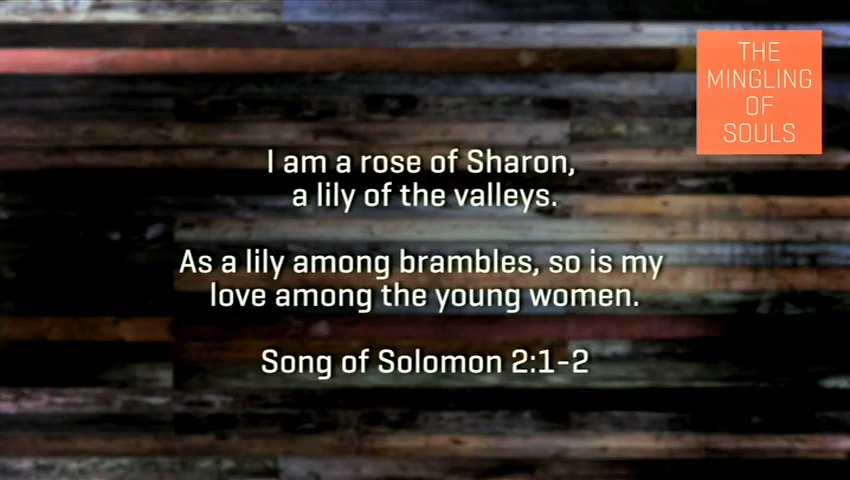 THE
MINGLING
OF
SOULS
I am a rose of Sharon,
a lily of the valleys.
As a lily among brambles, so is my
love among the young women.
Song of Solomon 2:1-2